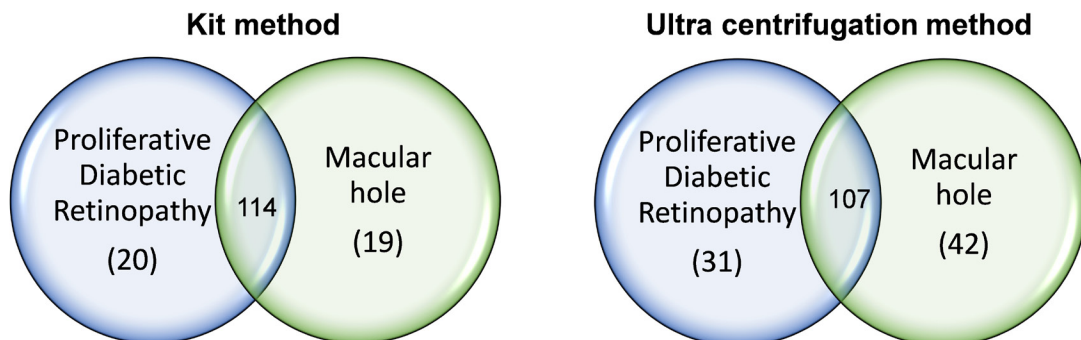 Kit method
Proliferative
Diabetic
Retinopathy
(20)
114
Macular
hole
(19)
Ultra centrifugation method
Proliferative
Diabetic
Retinopathy
(31)
107
Macular
hole
(42)